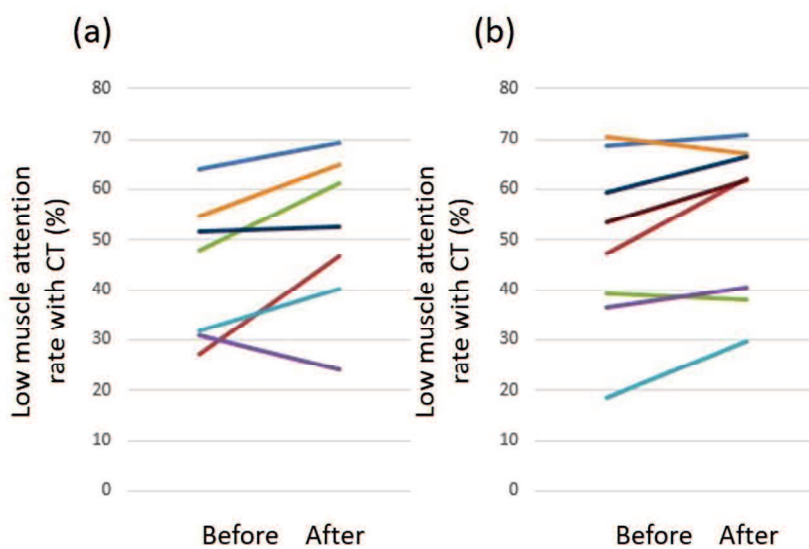 (a)
Low muscle attention
rate with CT (%)
80
70
60
50
40
30
20
10
0
Before After
(b)
Low muscle attention
rate with CT (%)
80
70
60
50
40
30
20
10
0
Before After